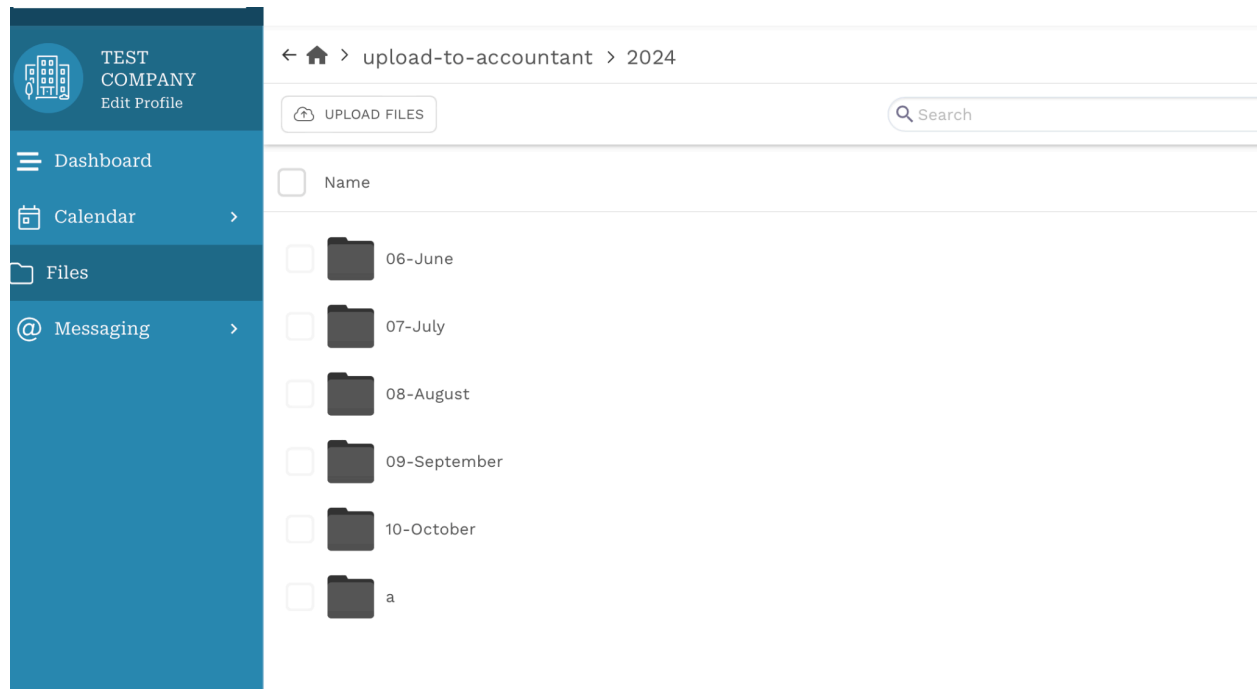 TEST
COMPANY
Edit Profile
Dashboard
Calendar
Files
@ Messaging
upload-to-accountant > 2024
UPLOAD FILES
Search
Name
06-June
07-July
08-August
09-September
10-October
a